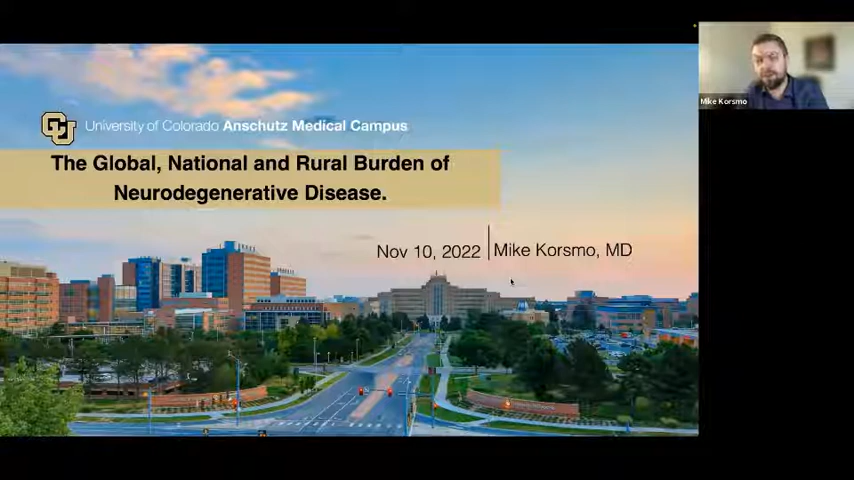 University of Colorado Anschutz Medical Campus
The Global, National and Rural Burden of
Neurodegenerative Disease.
Nov 10, 2022 Mike Korsmo, MD
Mike Korsmo